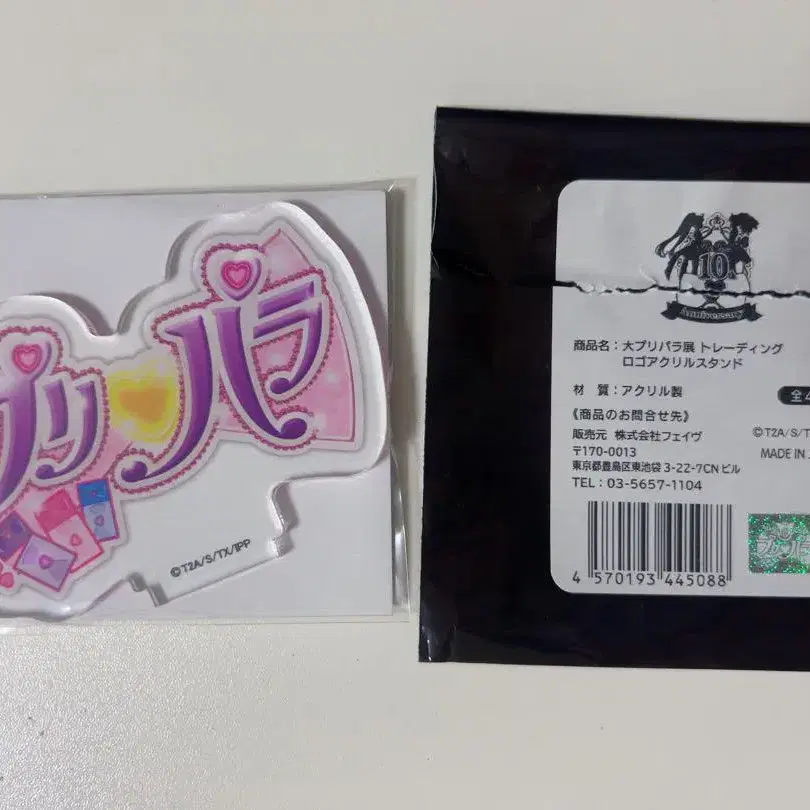 プリパラ
©T2A/S/TX/IPP
10
Anniversary
商品名：大プリパラ展 トレーディング
ロゴアクリルスタンド
材 質：アクリル製
全4
《商品のお問合せ先》
販売元 株式会社フェイヴ
©T2A/S/T
〒170-0013
MADE IN
東京都豊島区東池袋 3-22-7CN ビル
TEL：03-5657-1104
4 570193 445088